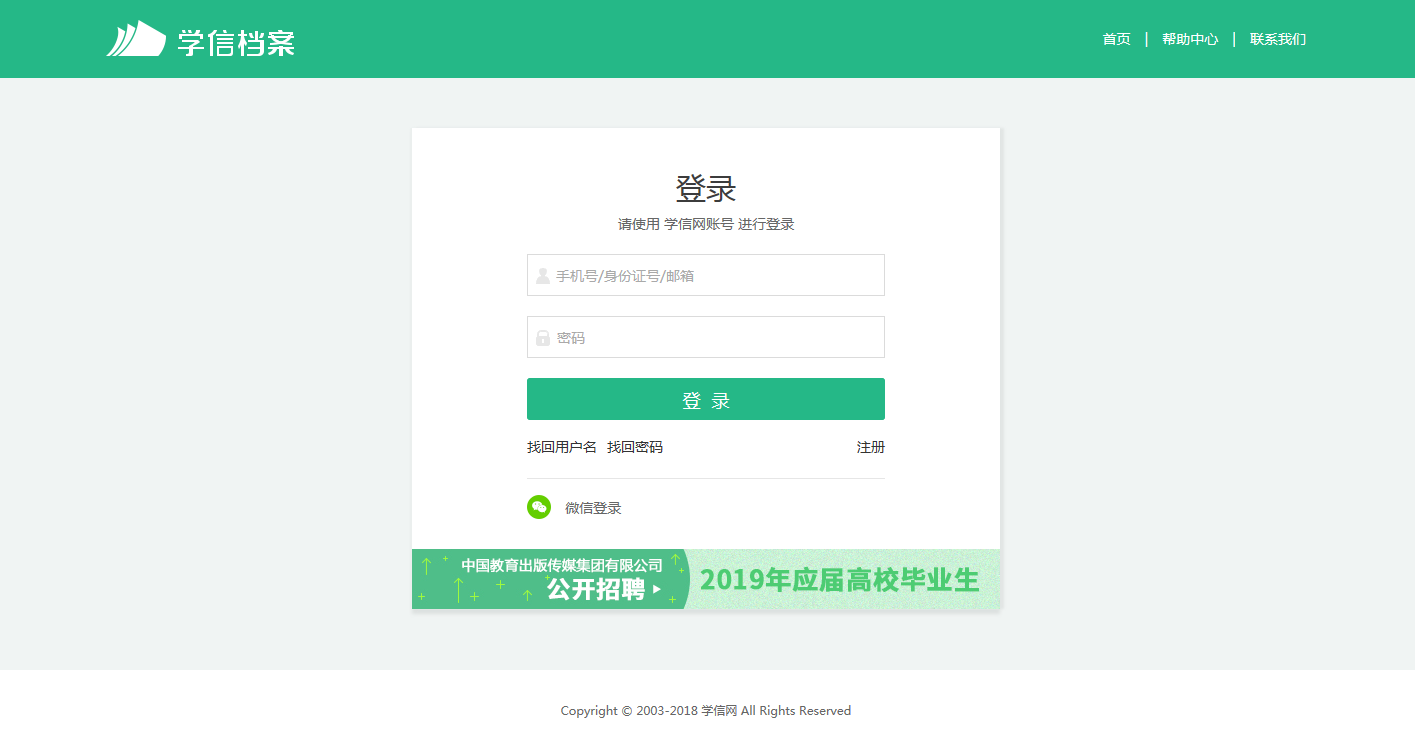 学信档案
首页 | 帮助中心 | 联系我们
登录
请使用 学信网账号 进行登录
手机号/身份证号/邮箱
密码
登 录
找回用户名 找回密码 注册
微信登录
中国教育出版传媒集团有限公司
公开招聘
2019年应届高校毕业生
Copyright © 2003-2018 学信网 All Rights Reserved